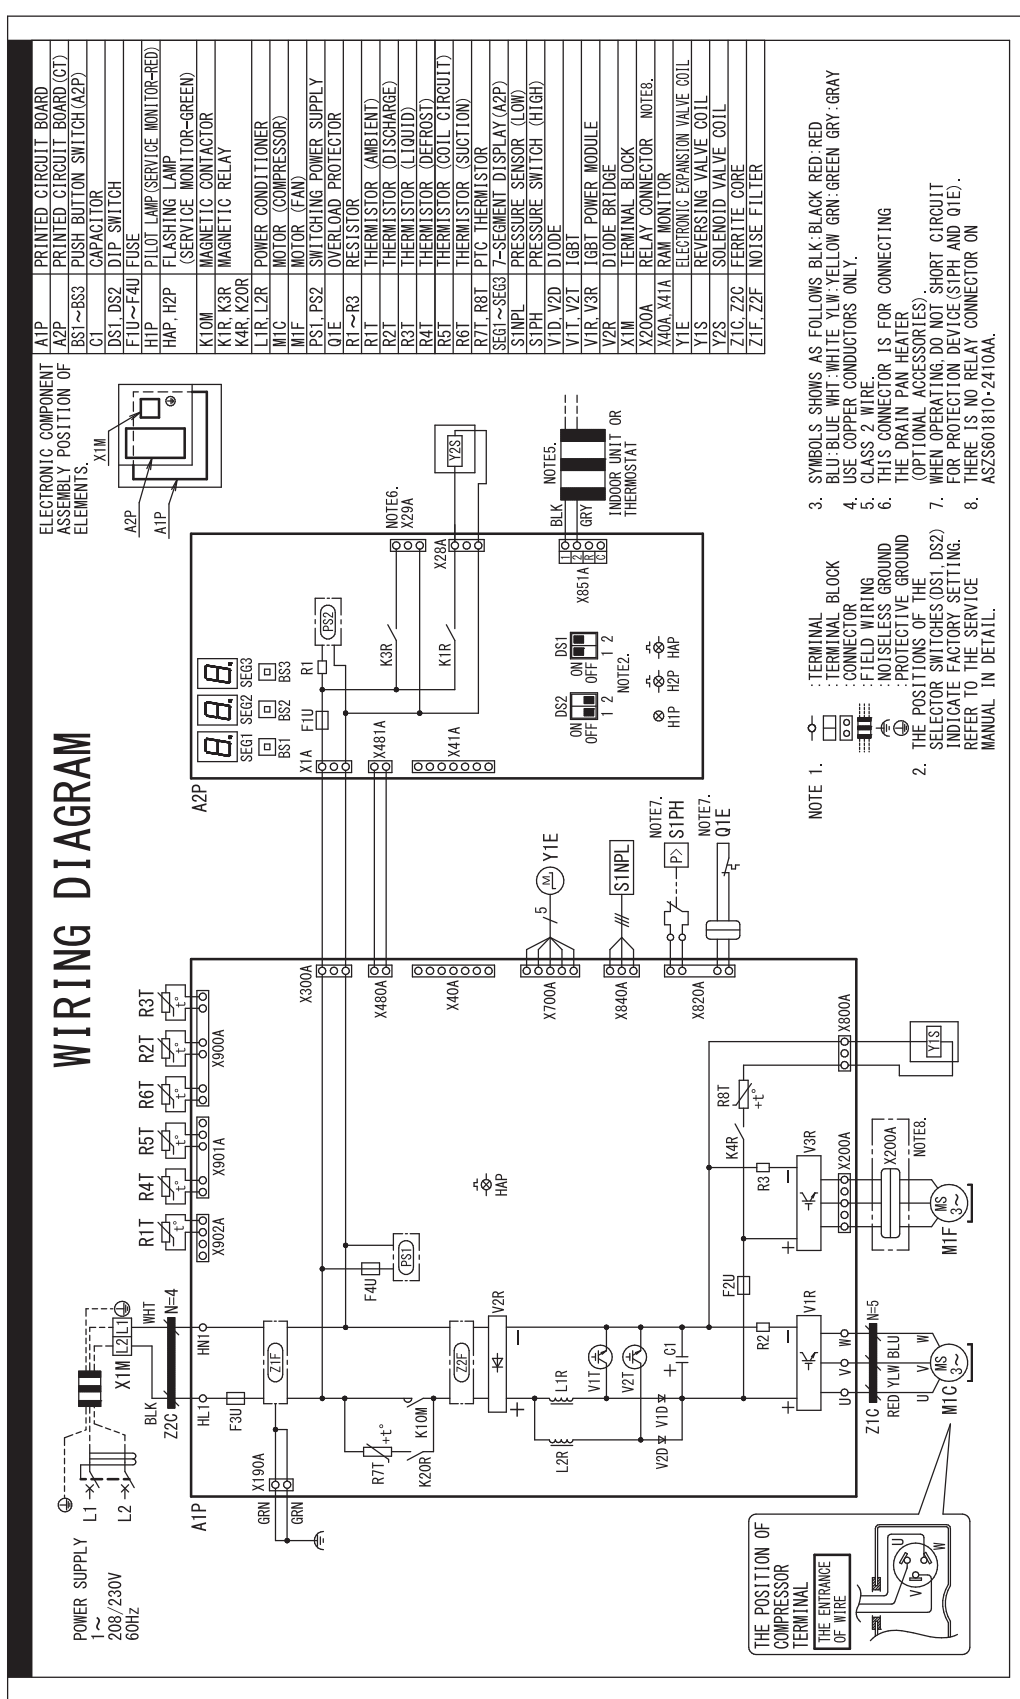 WIRING DIAGRAM
POWER SUPPLY
1~
208/230V
60Hz
L1
L2
X1M
L2 L1
BLK
WHT
Z2C
N=4
HL1
HN1
R1T
t°
R4T
t°
R5T
t°
R6T
t°
R2T
t°
R3T
t°
X902A
X901A
X900A
A1P
X190A
GRN
GRN
F3U
Z1F
R7T
+t°
K2OR
K10M
Z2F
F4U
PS1
V2R
+
-
HAP
L1R
L2R
V1T
V2T
V1D
V2D
+
C1
R2
F2U
R3
K4R
R8T
+t°
V1R
+
-
V3R
+
-
U
V
W
Z1C
N=5
RED
YLW
BLU
U
V
W
MS
3~
M1C
X200A
X200A
NOTE8.
MS
3~
M1F
X800A
Y1S
X300A
X480A
X40A
X700A
X840A
X820A
5
M
Y1E
S1NPL
NOTE7.
P>
S1PH
NOTE7.
Q1E
A2P
SEG1
SEG2
SEG3
BS1
BS2
BS3
X1A
F1U
R1
PS2
X481A
X41A
K3R
K1R
NOTE6.
X29A
X28A
Y2S
DS2
ON
OFF
1 2
DS1
ON
OFF
1 2
NOTE2.
H1P
H2P
HAP
X851A
1
2
R
C
BLK
GRY
NOTE5.
INDOOR UNIT OR
THERMOSTAT
THE POSITION OF
COMPRESSOR
TERMINAL
THE ENTRANCE
OF WIRE
U
V
W
ELECTRONIC COMPONENT
ASSEMBLY POSITION OF
ELEMENTS.
X1M
A2P
A1P
A1P PRINTED CIRCUIT BOARD
A2P PRINTED CIRCUIT BOARD(CT)
BS1~BS3 PUSH BUTTON SWITCH(A2P)
C1 CAPACITOR
DS1, DS2 DIP SWITCH
F1U~F4U FUSE
H1P PILOT LAMP(SERVICE MONITOR-RED)
HAP, H2P FLASHING LAMP
(SERVICE MONITOR-GREEN)
K10M MAGNETIC CONTACTOR
K1R, K3R MAGNETIC RELAY
K4R, K2OR
L1R, L2R POWER CONDITIONER
M1C MOTOR (COMPRESSOR)
M1F MOTOR (FAN)
PS1, PS2 SWITCHING POWER SUPPLY
Q1E OVERLOAD PROTECTOR
R1~R3 RESISTOR
R1T THERMISTOR (AMBIENT)
R2T THERMISTOR (DISCHARGE)
R3T THERMISTOR (LIQUID)
R4T THERMISTOR (DEFROST)
R5T THERMISTOR (COIL CIRCUIT)
R6T THERMISTOR (SUCTION)
R7T, R8T PTC THERMISTOR
SEG1~SEG3 7-SEGMENT DISPLAY(A2P)
S1NPL PRESSURE SENSOR (LOW)
S1PH PRESSURE SWITCH (HIGH)
V1D, V2D DIODE
V1T, V2T IGBT
V1R, V3R IGBT POWER MODULE
V2R DIODE BRIDGE
X1M TERMINAL BLOCK
X200A RELAY CONNECTOR NOTE8.
X40A, X41A RAM MONITOR
Y1E ELECTRONIC EXPANSION VALVE COIL
Y1S REVERSING VALVE COIL
Y2S SOLENOID VALVE COIL
Z1C, Z2C FERRITE CORE
Z1F, Z2F NOISE FILTER
NOTE 1.
:TERMINAL
:TERMINAL BLOCK
:CONNECTOR
:FIELD WIRING
:NOISELESS GROUND
:PROTECTIVE GROUND
2. THE POSITIONS OF THE
SELECTOR SWITCHES(DS1, DS2)
INDICATE FACTORY SETTING.
REFER TO THE SERVICE
MANUAL IN DETAIL.
3. SYMBOLS SHOWS AS FOLLOWS BLK:BLACK RED:RED
BLU:BLUE WHT:WHITE YLW:YELLOW GRN:GREEN GRY:GRAY
4. USE COPPER CONDUCTORS ONLY.
5. CLASS 2 WIRE.
6. THIS CONNECTOR IS FOR CONNECTING
THE DRAIN PAN HEATER
(OPTIONAL ACCESSORIES).
7. WHEN OPERATING, DO NOT SHORT CIRCUIT
FOR PROTECTION DEVICE(S1PH AND Q1E).
8. THERE IS NO RELAY CONNECTOR ON
ASZS601810·2410AA.